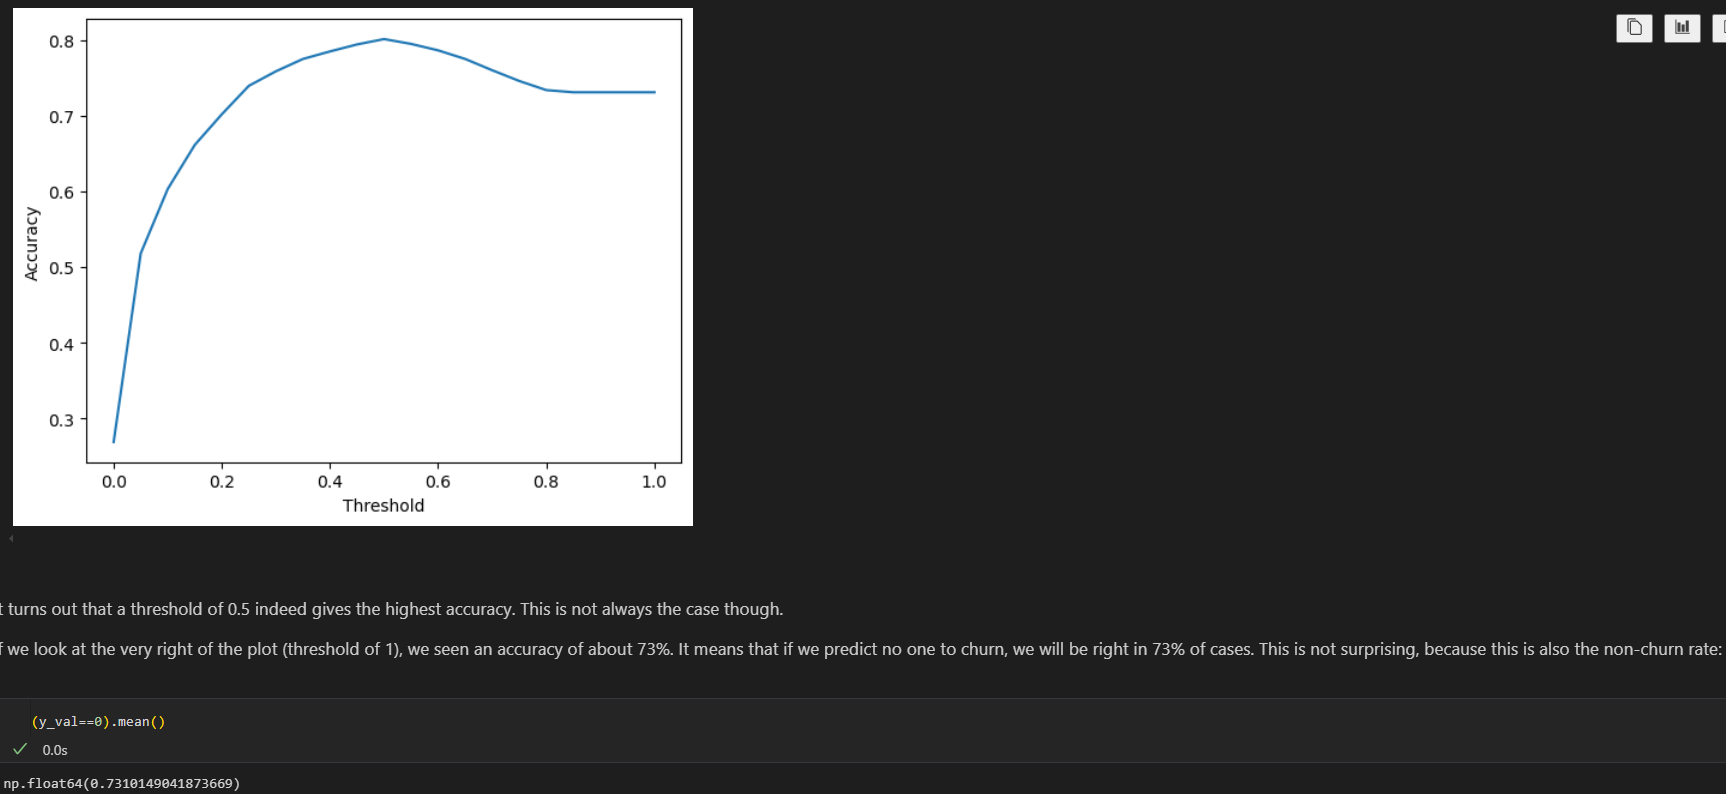 0.8
0.7
0.6
0.5
0.4
0.3
Accuracy
0.0 0.2 0.4 0.6 0.8 1.0
Threshold
t turns out that a threshold of 0.5 indeed gives the highest accuracy. This is not always the case though.
f we look at the very right of the plot (threshold of 1), we seen an accuracy of about 73%. It means that if we predict no one to churn, we will be right in 73% of cases. This is not surprising, because this is also the non-churn rate:
(y_val==0).mean()
0.0s
np.float64(0.7310149041873669)